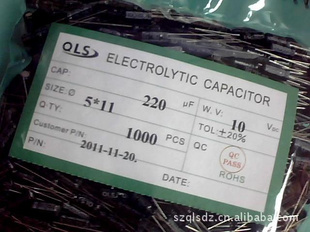 QLS ELECTROLYTIC CAPACITOR
CAP. 220 μF W. V: 10 VDC
SIZE: Ø 5*11 TOL ±20%
Q·TY: 1000 PCS QC QC PASS
Customer P/N: ROHS
P/N: 2011-11-20.
DATE:
szqlsdz.cn.alibaba.com